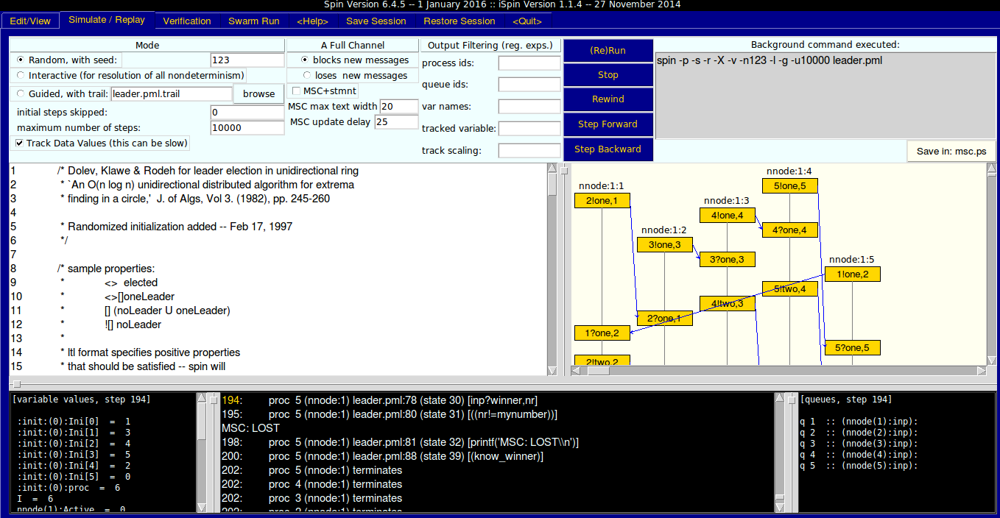 Spin Version 6.4.5 -- 1 January 2016 :: iSpin Version 1.1.4 -- 27 November 2014
Edit/View Simulate / Replay Verification Swarm Run <Help> Save Session Restore Session <Quit>
Mode
Random, with seed: 123
Interactive (for resolution of all nondeterminism)
Guided, with trail: leader.pml.trail browse
initial steps skipped: 0
maximum number of steps: 10000
Track Data Values (this can be slow)
A Full Channel
blocks new messages
loses new messages
MSC+stmnt
MSC max text width 20
MSC update delay 25
Output Filtering (reg. exps.)
process ids:
queue ids:
var names:
tracked variable:
track scaling:
(Re)Run
Stop
Rewind
Step Forward
Step Backward
Background command executed:
spin -p -s -r -X -v -n123 -l -g -u10000 leader.pml
Save in: msc.ps
1 /* Dolev, Klawe & Rodeh for leader election in unidirectional ring
2 * `An O(n log n) unidirectional distributed algorithm for extrema
3 * finding in a circle,' J. of Algs, Vol 3. (1982), pp. 245-260
4
5 * Randomized initialization added -- Feb 17, 1997
6 */
7
8 /* sample properties:
9 * <> elected
10 * <>[]oneLeader
11 * [] (noLeader U oneLeader)
12 * ![] noLeader
13 *
14 * ltl format specifies positive properties
15 * that should be satisfied -- spin will
nnode:1:4
nnode:1:1 5!one,5
2!one,1 nnode:1:3
4!one,4
nnode:1:2 4?one,4
3!one,3
3?one,3 nnode:1:5
1!one,2
5!two,4
4!two,3
2?one,1
1?one,2
5?one,5
2!two,2
[variable values, step 194]
:init:(0):Ini[0] = 1
:init:(0):Ini[1] = 3
:init:(0):Ini[2] = 4
:init:(0):Ini[3] = 5
:init:(0):Ini[4] = 2
:init:(0):Ini[5] = 0
:init:(0):proc = 6
I = 6
nnode(1):Active = 0
194: proc 5 (nnode:1) leader.pml:78 (state 30) [inp?winner,nr]
195: proc 5 (nnode:1) leader.pml:80 (state 31) [((nr!=mynumber))]
MSC: LOST
198: proc 5 (nnode:1) leader.pml:81 (state 32) [printf('MSC: LOST\\n')]
200: proc 5 (nnode:1) leader.pml:88 (state 39) [(know_winner)]
202: proc 5 (nnode:1) terminates
202: proc 4 (nnode:1) terminates
202: proc 3 (nnode:1) terminates
202: proc 2 (nnode:1) terminates
[queues, step 194]
q 1 :: (nnode(1):inp):
q 2 :: (nnode(2):inp):
q 3 :: (nnode(3):inp):
q 4 :: (nnode(4):inp):
q 5 :: (nnode(5):inp):